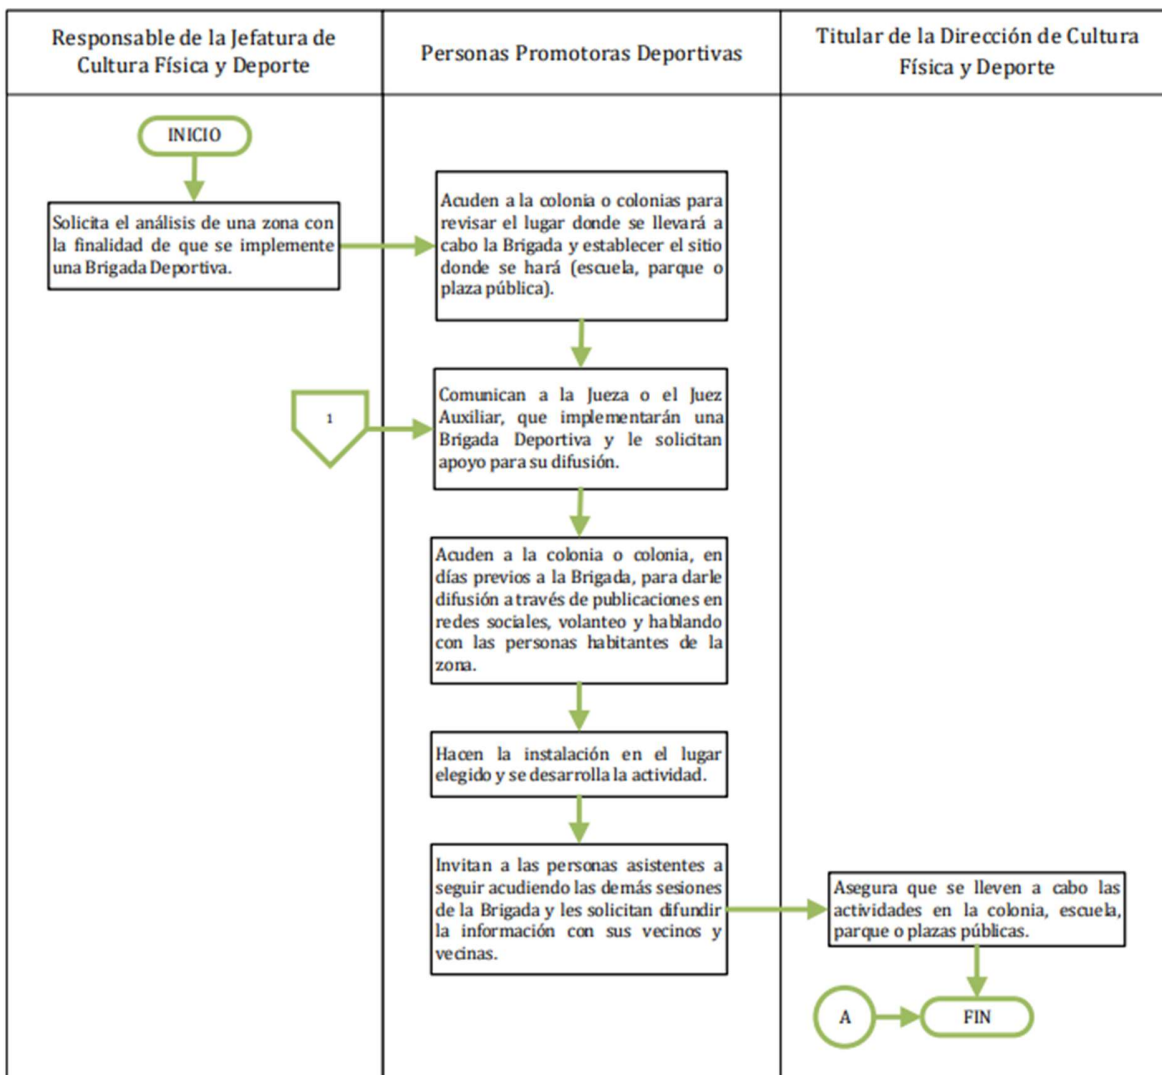 Responsable de la Jefatura de
Cultura Física y Deporte
Personas Promotoras Deportivas
Titular de la Dirección de Cultura
Física y Deporte
INICIO
Solicita el análisis de una zona con
la finalidad de que se implemente
una Brigada Deportiva.
Acuden a la colonia o colonias para
revisar el lugar donde se llevará a
cabo la Brigada y establecer el sitio
donde se hará (escuela, parque o
plaza pública).
1
Comunican a la Jueza o el Juez
Auxiliar, que implementarán una
Brigada Deportiva y le solicitan
apoyo para su difusión.
Acuden a la colonia o colonia, en
días previos a la Brigada, para darle
difusión a través de publicaciones en
redes sociales, volanteo y hablando
con las personas habitantes de la
zona.
Hacen la instalación en el lugar
elegido y se desarrolla la actividad.
Invitan a las personas asistentes a
seguir acudiendo las demás sesiones
de la Brigada y les solicitan difundir
la información con sus vecinos y
vecinas.
Asegura que se lleven a cabo las
actividades en la colonia, escuela,
parque o plazas públicas.
A
FIN